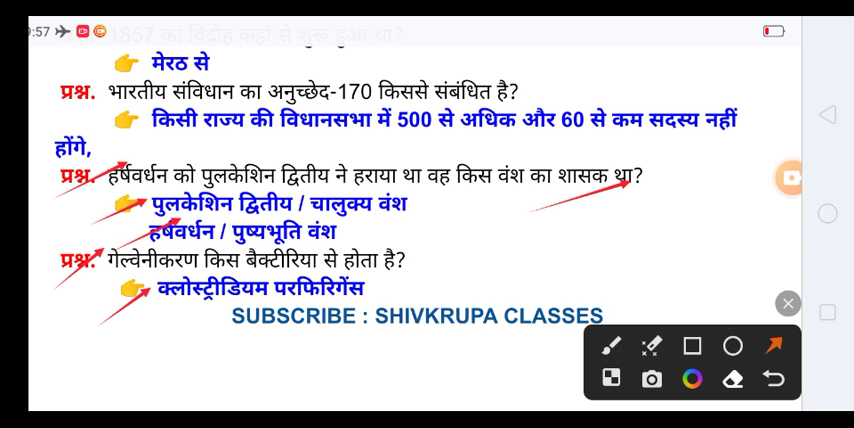 :57
1857 का विद्रोह कहां से शुरू हुआ था?
👉 मेरठ से
प्रश्न. भारतीय संविधान का अनुच्छेद-170 किससे संबंधित है?
👉 किसी राज्य की विधानसभा में 500 से अधिक और 60 से कम सदस्य नहीं
होंगे,
प्रश्न. हर्षवर्धन को पुलकेशिन द्वितीय ने हराया था वह किस वंश का शासक था?
👉 पुलकेशिन द्वितीय / चालुक्य वंश
हर्षवर्धन / पुष्यभूति वंश
प्रश्न. गेल्वेनीकरण किस बैक्टीरिया से होता है?
👉 क्लोस्ट्रीडियम परफिरिगेंस
SUBSCRIBE : SHIVKRUPA CLASSES